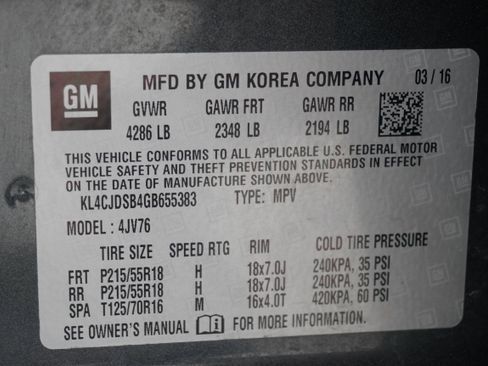 GM
MFD BY GM KOREA COMPANY 03 / 16
GVWR GAWR FRT GAWR RR
4286 LB 2348 LB 2194 LB
THIS VEHICLE CONFORMS TO ALL APPLICABLE U.S. FEDERAL MOTOR
VEHICLE SAFETY AND THEFT PREVENTION STANDARDS IN EFFECT
ON THE DATE OF MANUFACTURE SHOWN ABOVE.
KL4CJDSB4GB655383 TYPE: MPV
MODEL : 4JV76
TIRE SIZE SPEED RTG RIM COLD TIRE PRESSURE
FRT P215/55R18 H 18x7.0J 240KPA, 35 PSI
RR P215/55R18 H 18x7.0J 240KPA, 35 PSI
SPA T125/70R16 M 16x4.0T 420KPA, 60 PSI
SEE OWNER'S MANUAL FOR MORE INFORMATION.